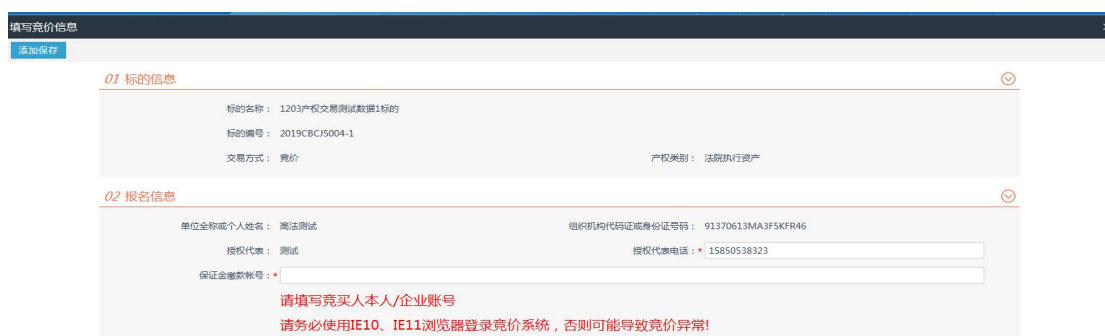 填写竞价信息
添加保存
01 标的信息
标的名称： 1203产权交易测试数据1标的
标的编号： 2019CBCJ5004-1
交易方式： 竞价 产权类别： 法院执行资产
02 报名信息
单位全称或个人姓名： 高法测试 组织机构代码证或身份证号码： 91370613MA3F5KFR46
授权代表： 测试 授权代表电话：* 15850538323
保证金缴款帐号：*
请填写竞买人本人/企业账号
请务必使用IE10、IE11浏览器登录竞价系统，否则可能导致竞价异常!